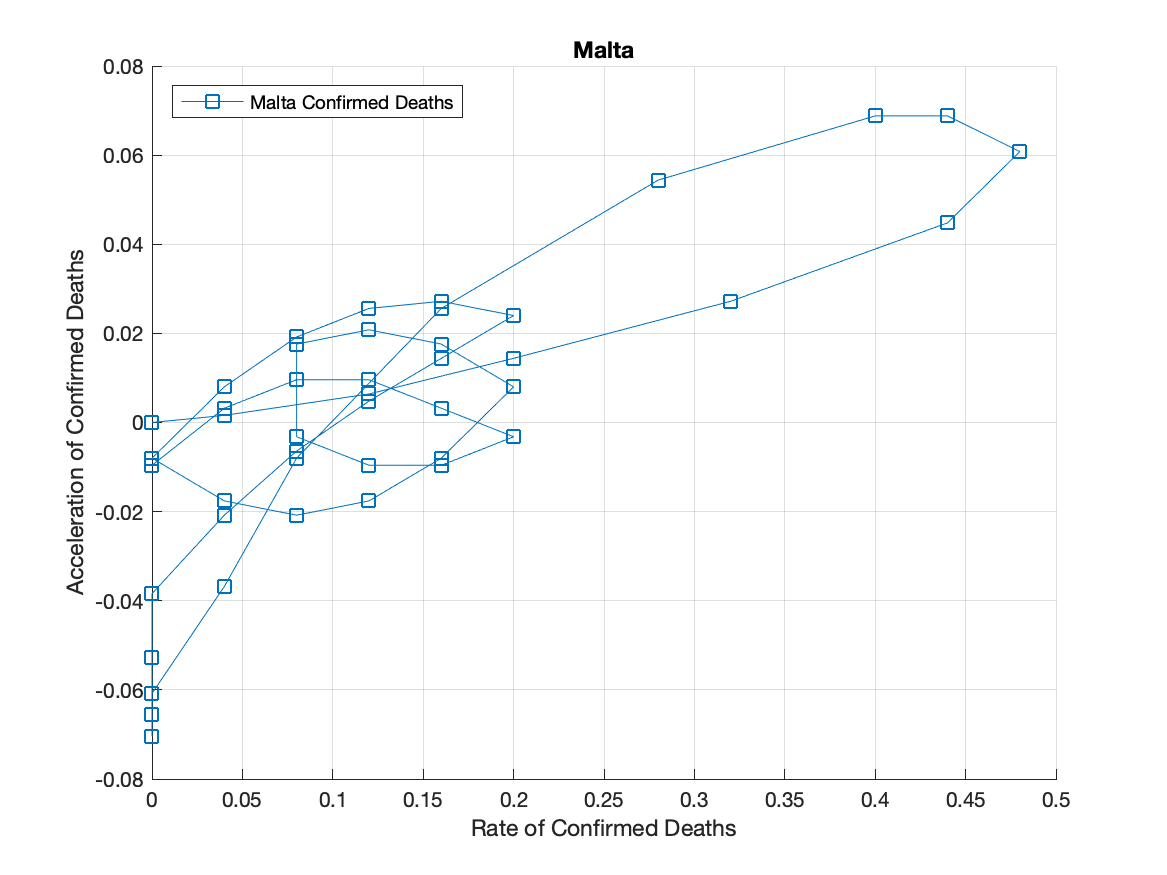 Malta
Malta Confirmed Deaths
0.08
0.06
0.04
0.02
0
-0.02
-0.04
-0.06
-0.08
Acceleration of Confirmed Deaths
0 0.05 0.1 0.15 0.2 0.25 0.3 0.35 0.4 0.45 0.5
Rate of Confirmed Deaths